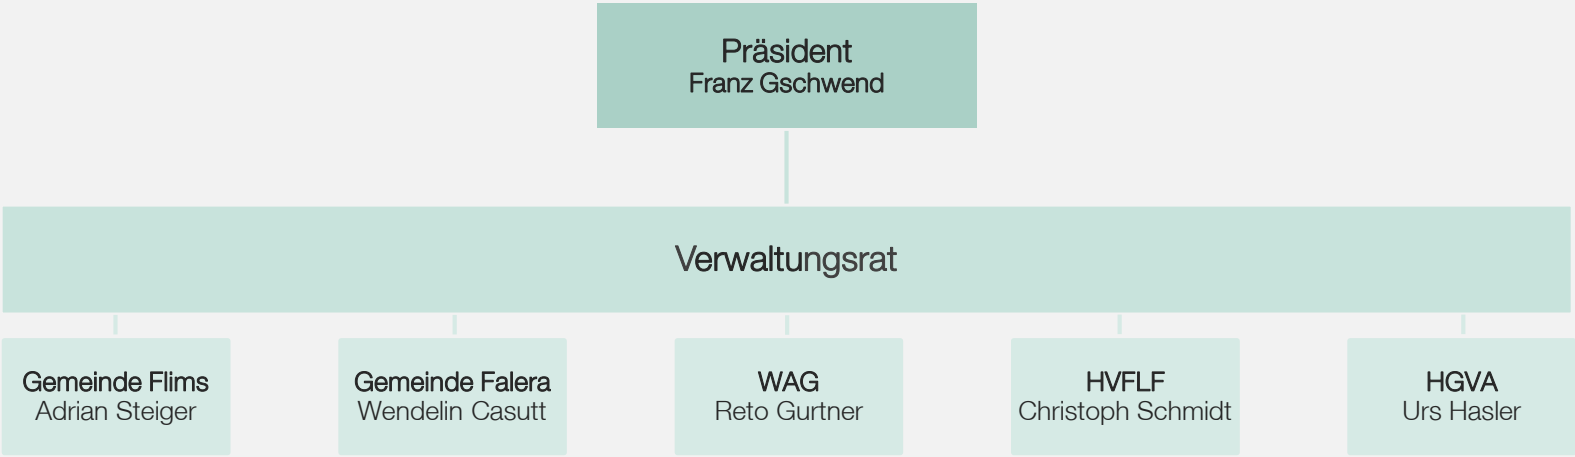 Präsident
Franz Gschwend
Verwaltungsrat
Gemeinde Flims
Adrian Steiger
Gemeinde Falera
Wendelin Casutt
WAG
Reto Gurtner
HVFLF
Christoph Schmidt
HGVA
Urs Hasler